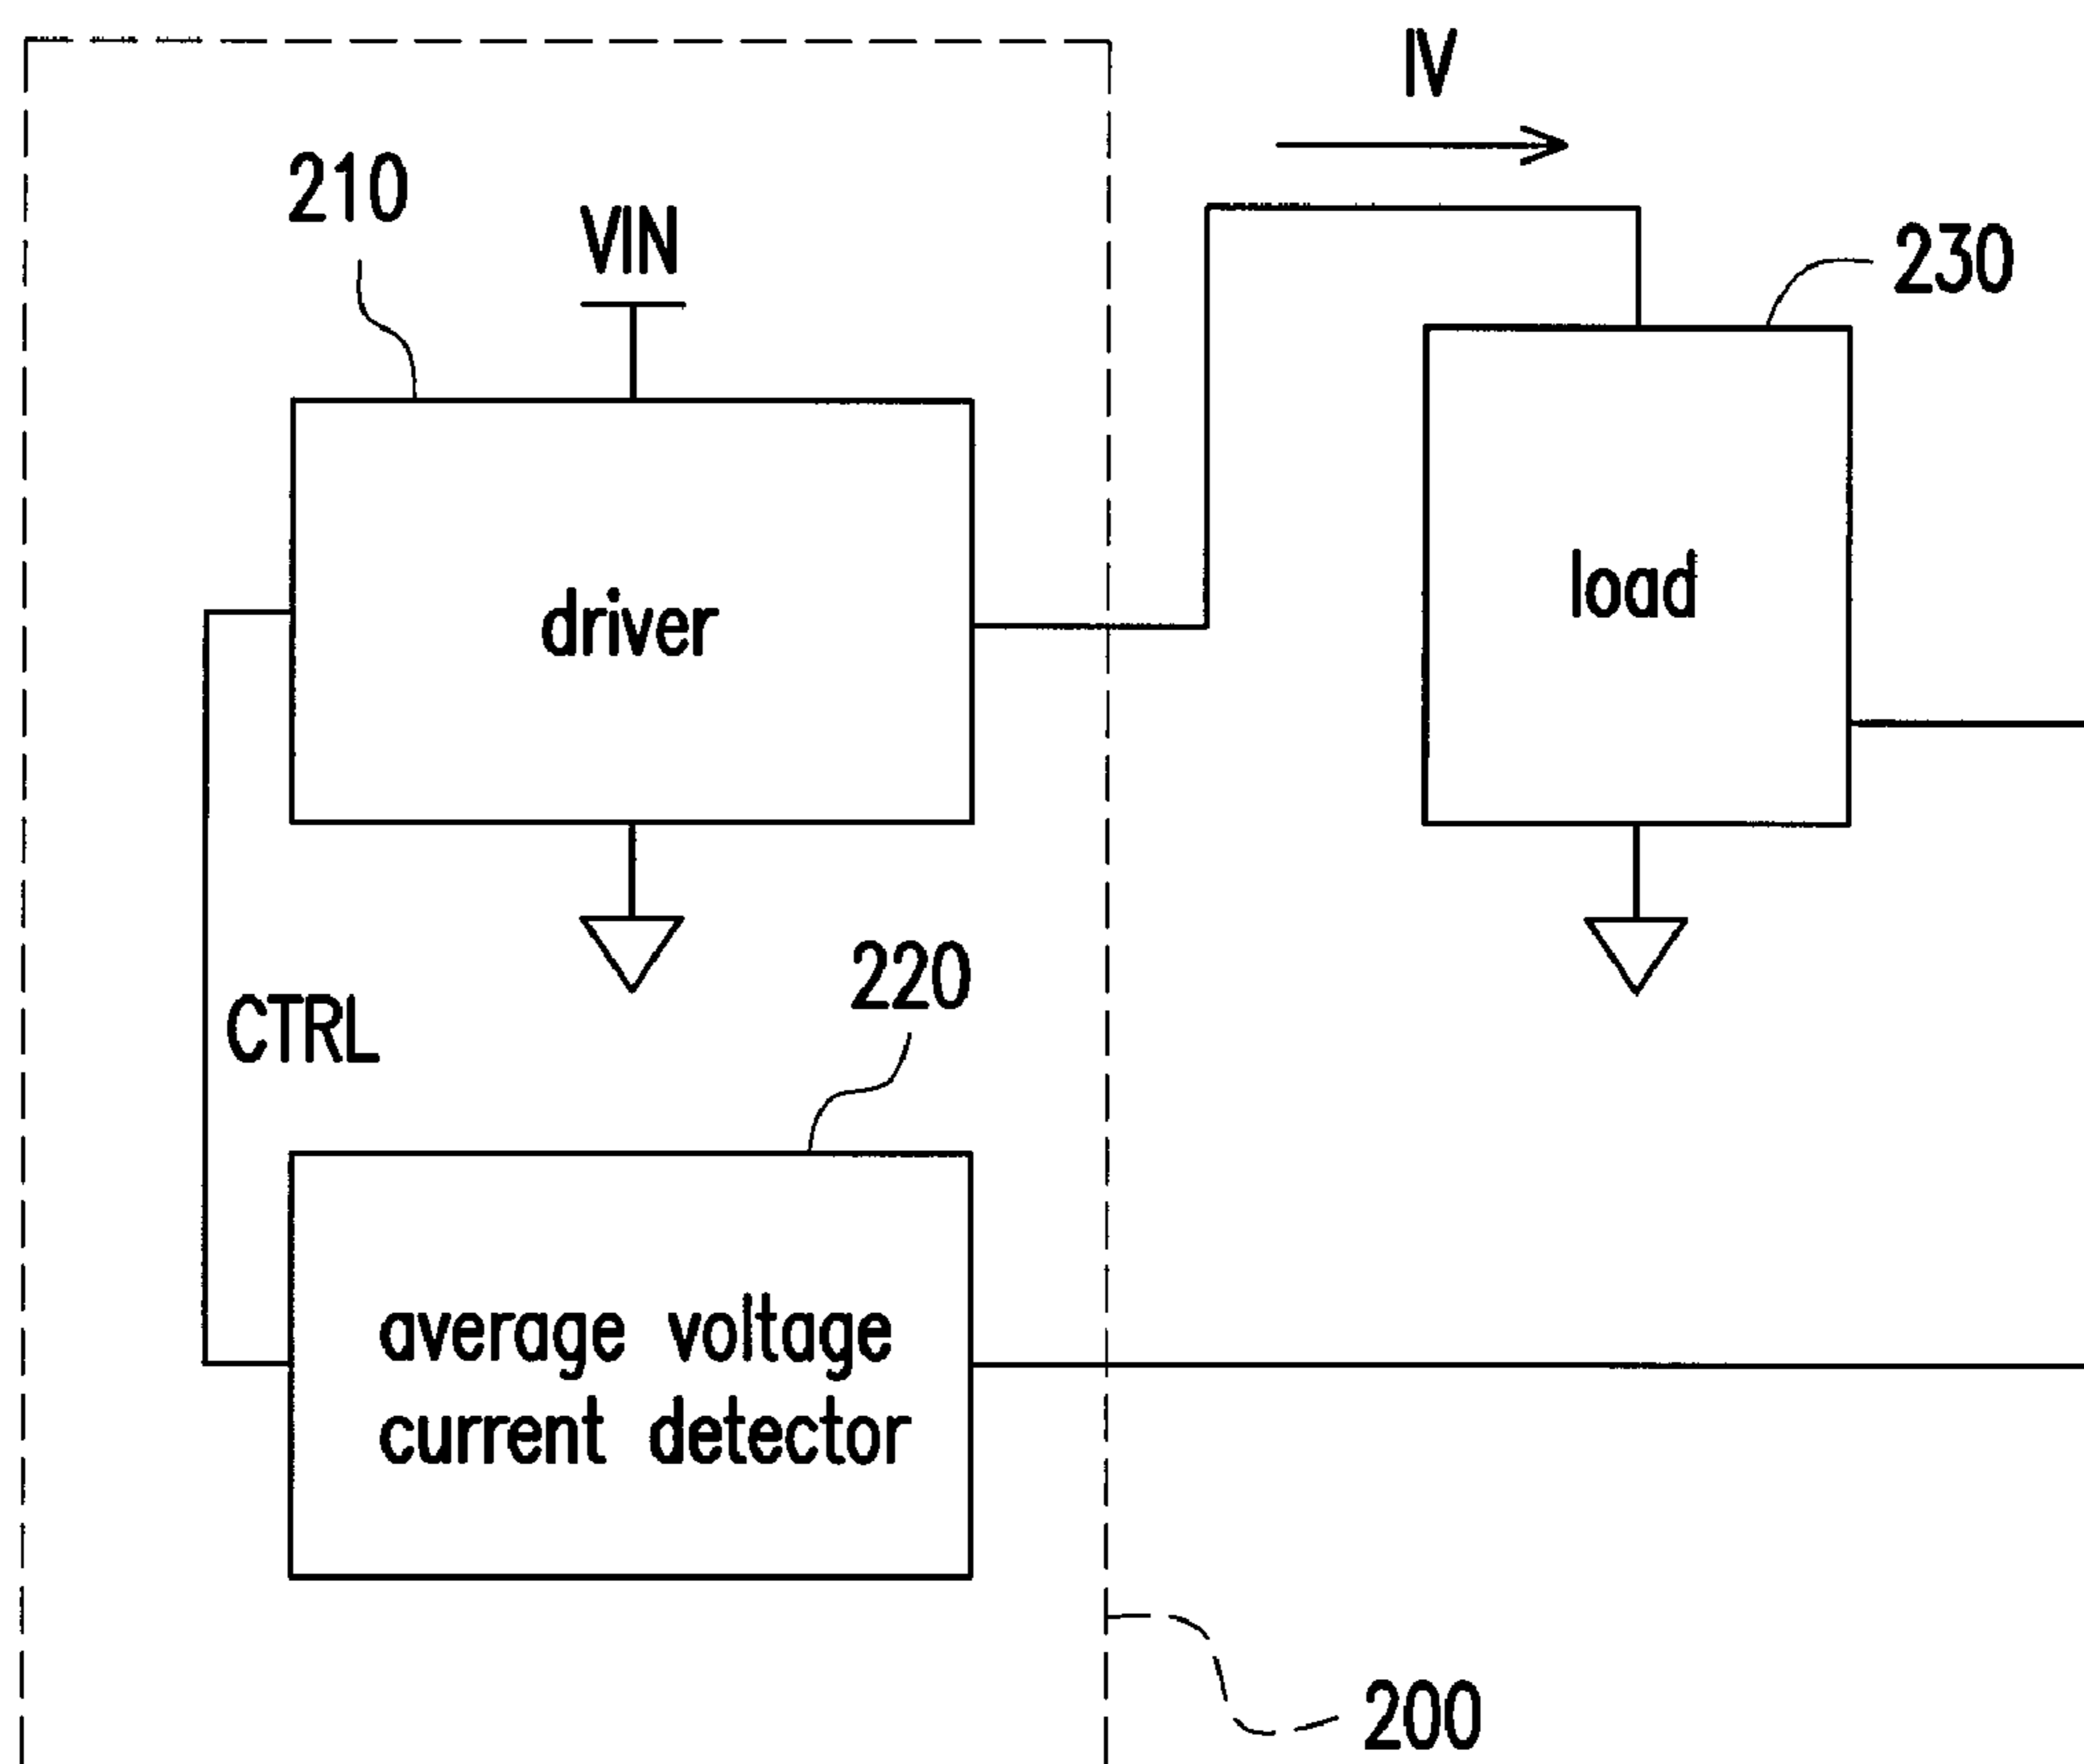 IV
210
VIN
230
driver
load
220
CTRL
average voltage
current detector
200